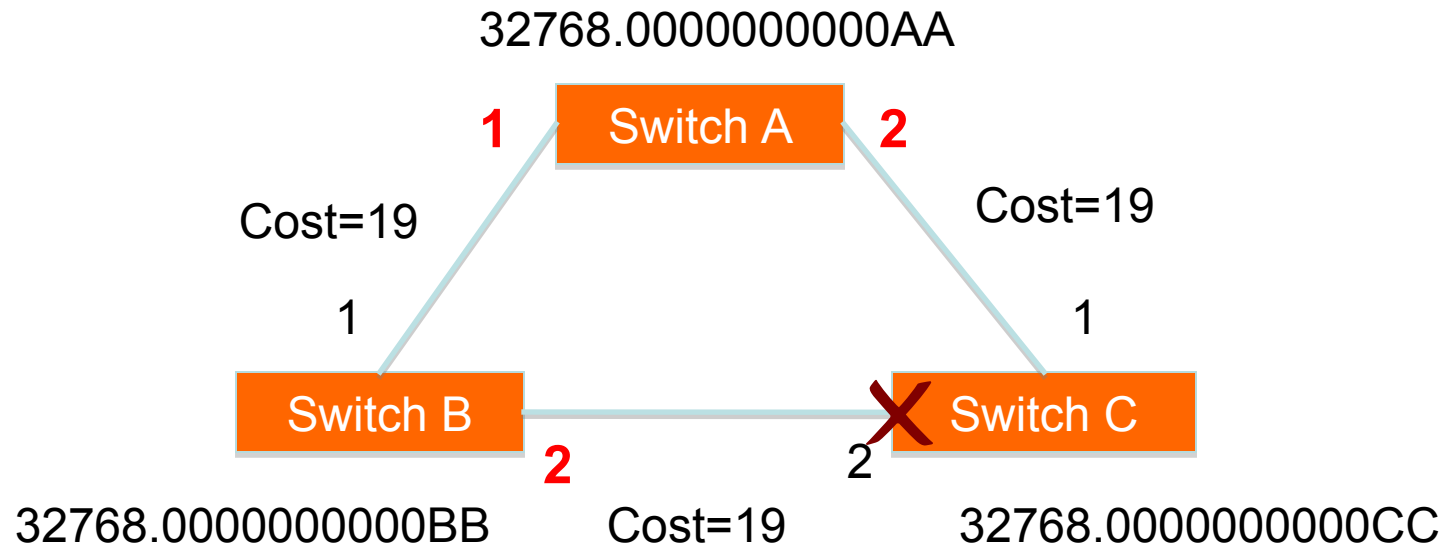 32768.0000000000AA
1
Switch A
2
Cost=19
Cost=19
1
1
Switch B
Switch C
2
2
32768.0000000000BB
Cost=19
32768.0000000000CC